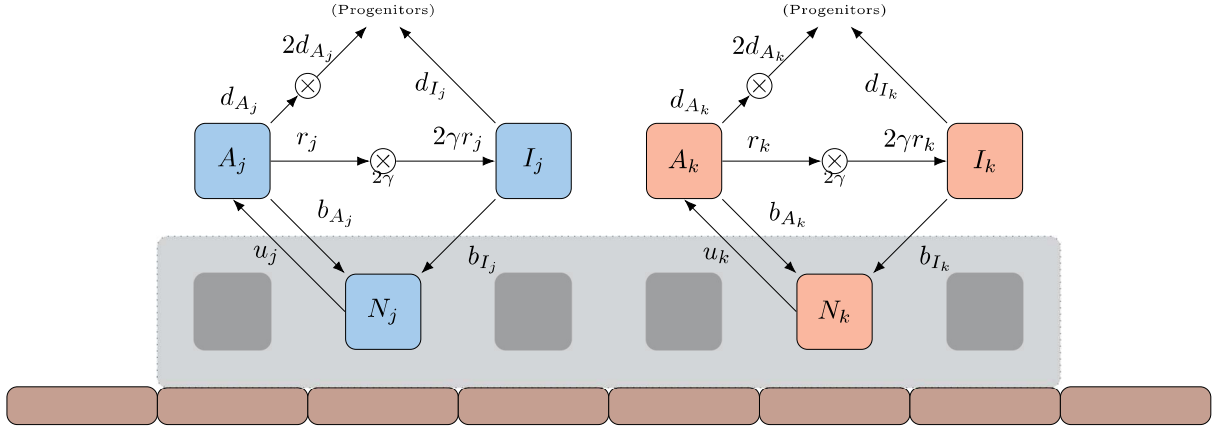 (Progenitors) (Progenitors)
2d_{A_j} 2d_{A_k}
d_{A_j} d_{I_j} d_{A_k} d_{I_k}
A_j r_j 2γr_j I_j A_k r_k 2γr_k I_k
2γ 2γ
b_{A_j} b_{A_k}
u_j b_{I_j} u_k b_{I_k}
N_j N_k